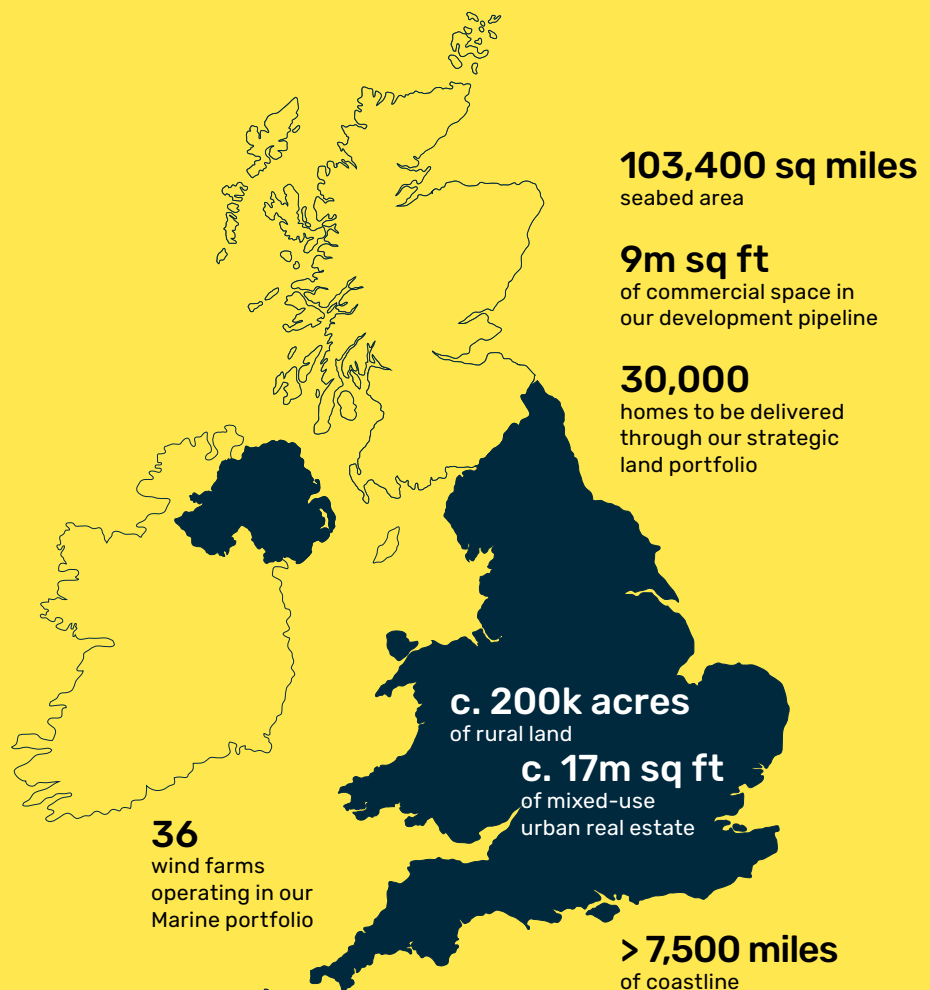 103,400 sq miles
seabed area
9m sq ft
of commercial space in
our development pipeline
30,000
homes to be delivered
through our strategic
land portfolio
c. 200k acres
of rural land
c. 17m sq ft
of mixed-use
urban real estate
36
wind farms
operating in our
Marine portfolio
> 7,500 miles
of coastline